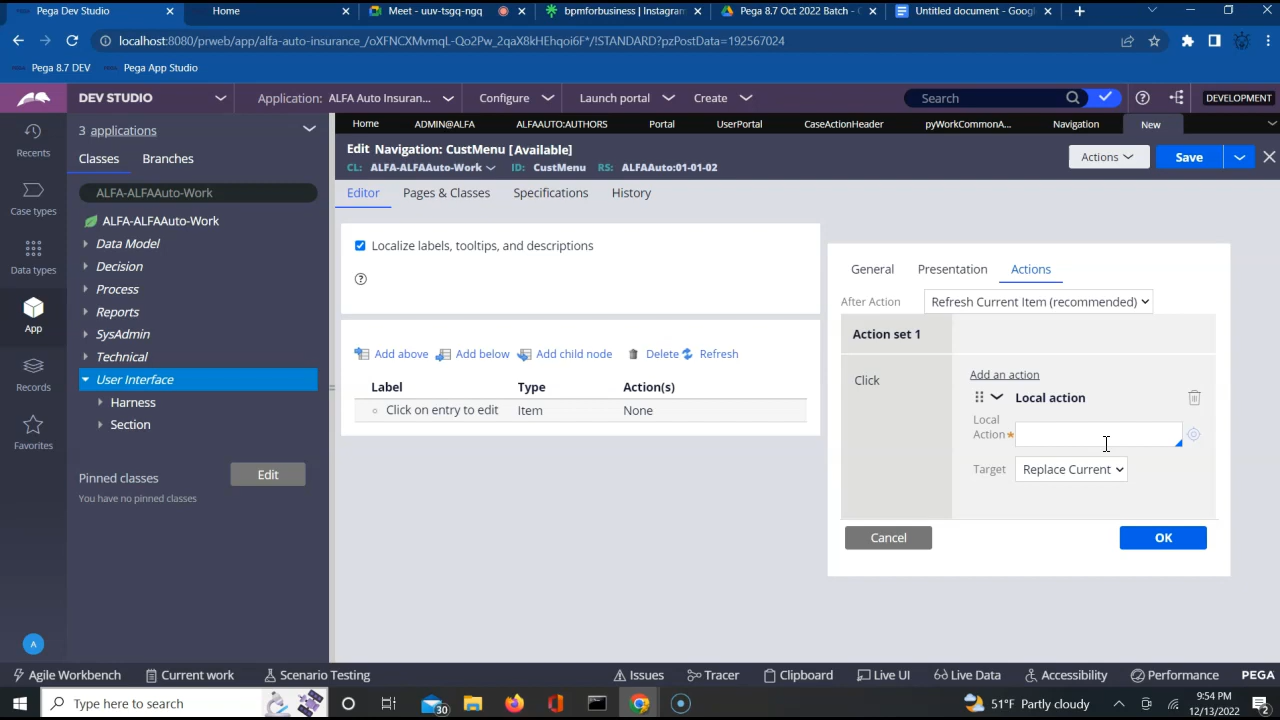 Pega Dev Studio
Home
Meet - uuv-tsgq-ngq
bpmforbusiness | Instagram
Pega 8.7 Oct 2022 Batch -
Untitled document - Goog
localhost:8080/prweb/app/alfa-auto-insurance_/oXFNCXMvmqL-Qo2Pw_2qaX8kHEhqoi6F*/!STANDARD?pzPostData=192567024
Pega 8.7 DEV
Pega App Studio
DEV STUDIO
Application: ALFA Auto Insuran...
Configure
Launch portal
Create
Search
DEVELOPMENT
Recents
Case types
Data types
App
Records
Favorites
A
3 applications
Classes
Branches
ALFA-ALFAAuto-Work
ALFA-ALFAAuto-Work
Data Model
Decision
Process
Reports
SysAdmin
Technical
User Interface
Harness
Section
Pinned classes
Edit
You have no pinned classes
Home
ADMIN@ALFA
ALFAAUTO:AUTHORS
Portal
UserPortal
CaseActionHeader
pyWorkCommonA...
Navigation
New
Edit Navigation: CustMenu [Available]
CL: ALFA-ALFAAuto-Work ID: CustMenu RS: ALFAAuto:01-01-02
Actions
Save
Editor
Pages & Classes
Specifications
History
Localize labels, tooltips, and descriptions
Add above
Add below
Add child node
Delete
Refresh
Label Type Action(s)
Click on entry to edit Item None
General
Presentation
Actions
After Action Refresh Current Item (recommended)
Action set 1
Click
Add an action
Local action
Local
Action*
Target Replace Current
Cancel
OK
Agile Workbench
Current work
Scenario Testing
Issues
Tracer
Clipboard
Live UI
Live Data
Accessibility
Performance
PEGA
Type here to search
30
51°F Partly cloudy
9:54 PM
12/13/2022
2